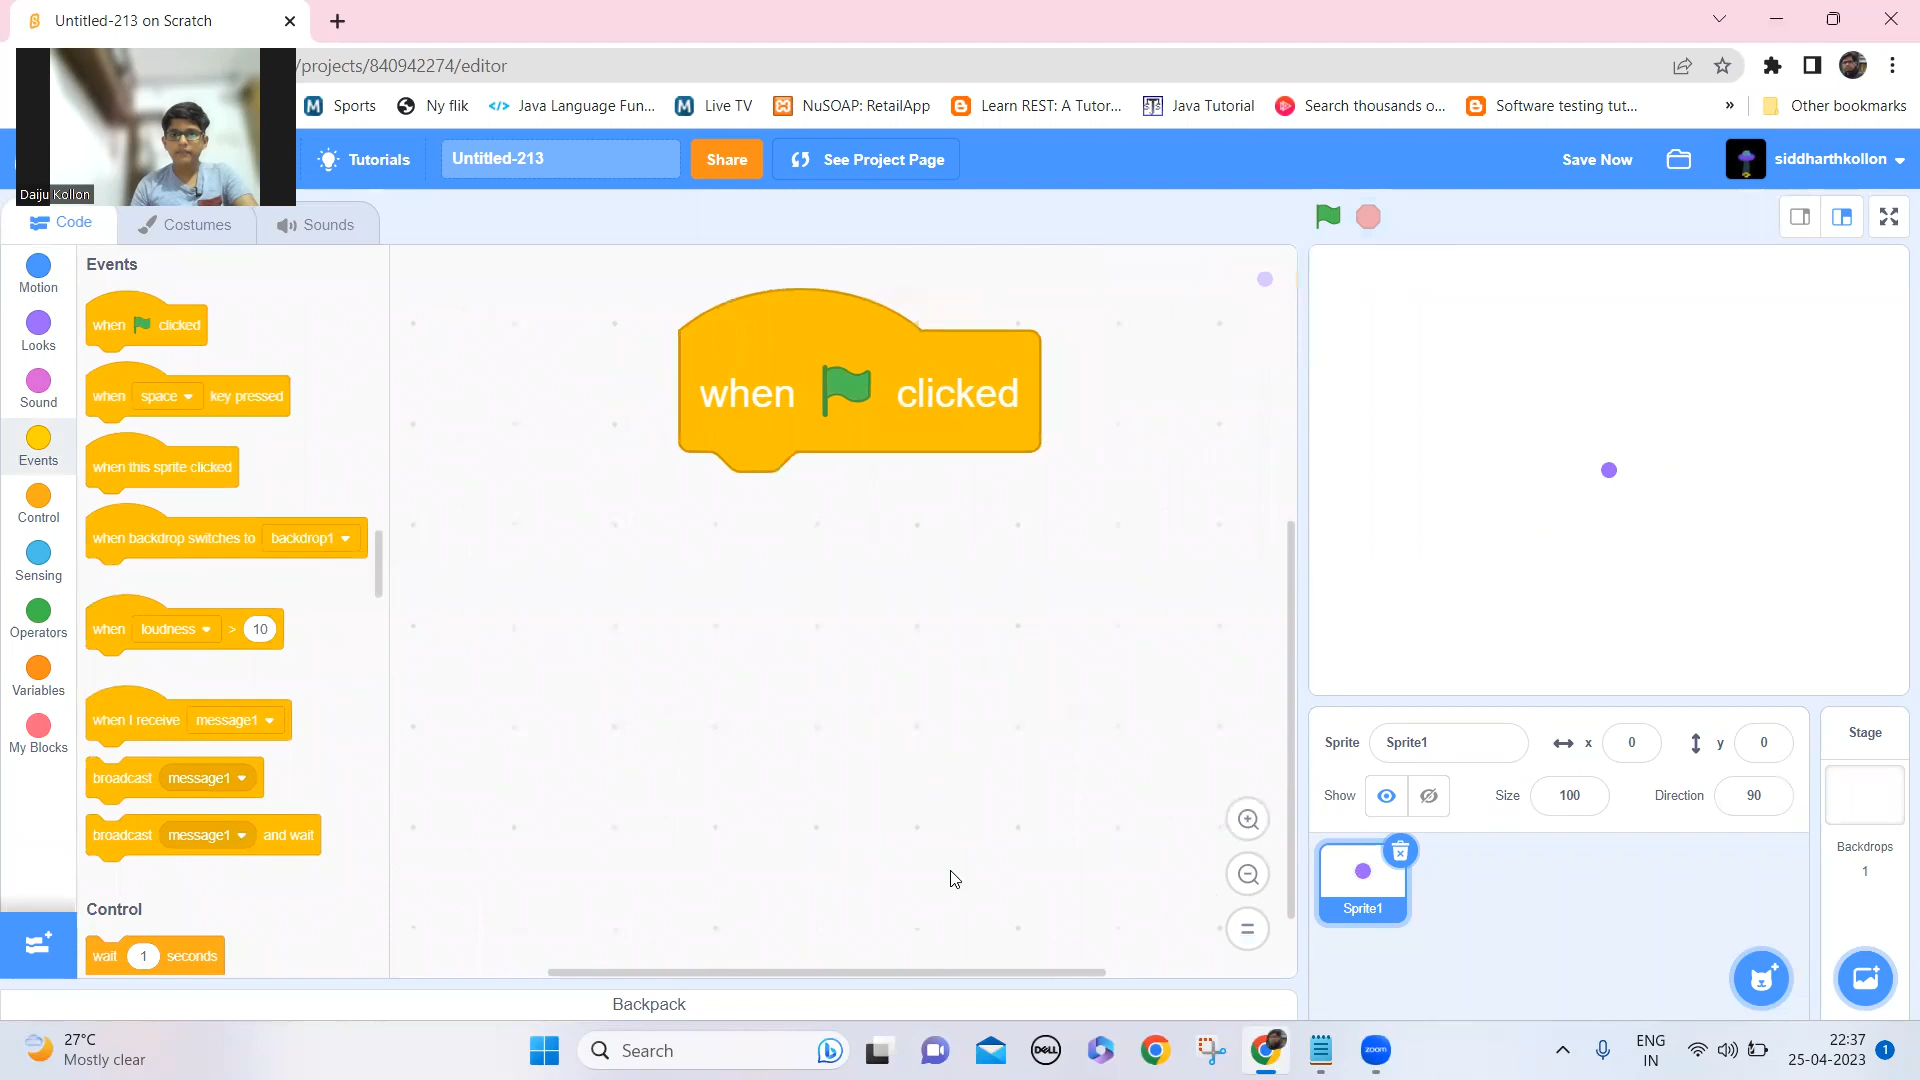 Untitled-213 on Scratch
/projects/840942274/editor
Sports
Ny flik
Java Language Fun...
Live TV
NuSOAP: RetailApp
Learn REST: A Tutor...
Java Tutorial
Search thousands o...
Software testing tut...
»
Other bookmarks
Daiju Kollon
Tutorials
Untitled-213
Share
See Project Page
Save Now
siddharthkollon
Code
Costumes
Sounds
Motion
Looks
Sound
Events
Control
Sensing
Operators
Variables
My Blocks
Events
when clicked
when space key pressed
when this sprite clicked
when backdrop switches to backdrop1
when loudness > 10
when I receive message1
broadcast message1
broadcast message1 and wait
Control
wait 1 seconds
when clicked
Backpack
Sprite Sprite1 x 0 y 0
Show Size 100 Direction 90
Sprite1
Stage
Backdrops
1
27°C
Mostly clear
Search
DELL
zoom
ENG
IN
22:37
25-04-2023
1